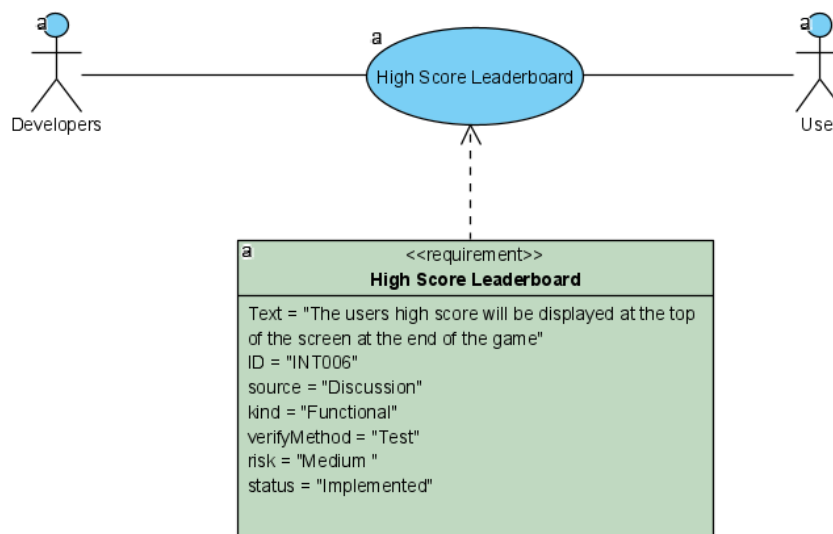 a
a
a
High Score Leaderboard
Developers
Use
a
<<requirement>>
High Score Leaderboard
Text = "The users high score will be displayed at the top
of the screen at the end of the game"
ID = "INT006"
source = "Discussion"
kind = "Functional"
verifyMethod = "Test"
risk = "Medium "
status = "Implemented"